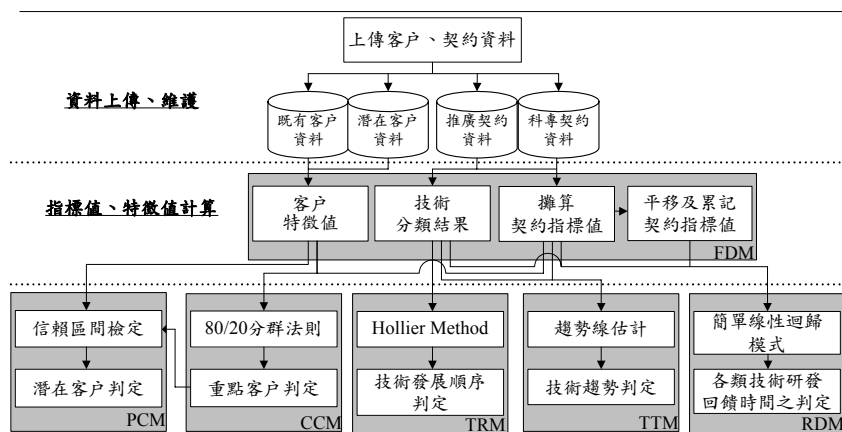 上傳客户、契約資料
資料上傳、維護
既有客户
資料
潛在客户
資料
推廣契約
資料
科專契約
資料
指標值、特徵值計算
客户
特徵值
技術
分類結果
攤算
契約指標值
平移及累記
契約指標值
FDM
信賴區間檢定
潛在客户判定
PCM
80/20分群法則
重點客户判定
CCM
Hollier Method
技術發展順序
判定
TRM
趨勢線估計
技術趨勢判定
TTM
簡單線性迴歸
模式
各類技術研發
回饋時間之判定
RDM